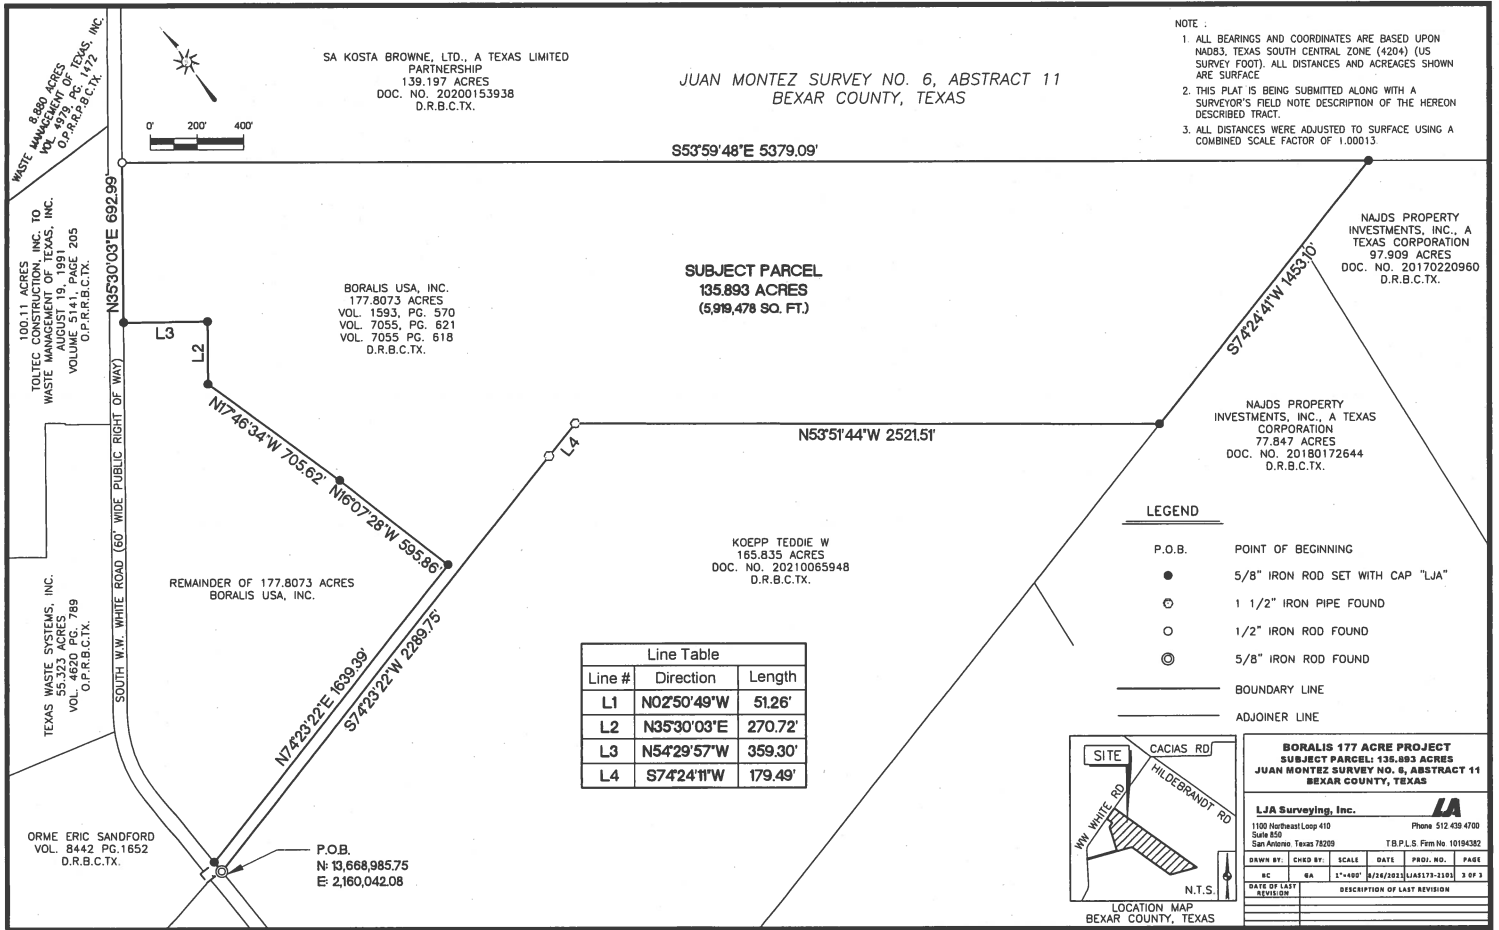 8.880 ACRES
WASTE MANAGEMENT OF TEXAS, INC.
VOL. 4979, PG. 1472
O.P.R.R.P.B.C.TX.
0' 200' 400'
SA KOSTA BROWNE, LTD., A TEXAS LIMITED
PARTNERSHIP
139.197 ACRES
DOC. NO. 20200153938
D.R.B.C.TX.
JUAN MONTEZ SURVEY NO. 6, ABSTRACT 11
BEXAR COUNTY, TEXAS
NOTE :
1. ALL BEARINGS AND COORDINATES ARE BASED UPON
NAD83, TEXAS SOUTH CENTRAL ZONE (4204) (US
SURVEY FOOT). ALL DISTANCES AND ACREAGES SHOWN
ARE SURFACE
2. THIS PLAT IS BEING SUBMITTED ALONG WITH A
SURVEYOR'S FIELD NOTE DESCRIPTION OF THE HEREON
DESCRIBED TRACT.
3. ALL DISTANCES WERE ADJUSTED TO SURFACE USING A
COMBINED SCALE FACTOR OF 1.00013.
S53°59'48"E 5379.09'
N35°30'03"E 692.99'
100.11 ACRES
TOLTEC CONSTRUCTION, INC. TO
WASTE MANAGEMENT OF TEXAS, INC.
AUGUST 19, 1991
VOLUME 5141, PAGE 205
O.P.R.R.B.C.TX.
L3
L2
BORALIS USA, INC.
177.8073 ACRES
VOL. 1593, PG. 570
VOL. 7055, PG. 621
VOL. 7055 PG. 618
D.R.B.C.TX.
SUBJECT PARCEL
135.893 ACRES
(5,919,478 SQ. FT.)
S74°24'41"W 1453.10'
NAJDS PROPERTY
INVESTMENTS, INC., A
TEXAS CORPORATION
97.909 ACRES
DOC. NO. 20170220960
D.R.B.C.TX.
N17°46'34"W 705.62'
N16°07'28"W 595.86'
L4
N53°51'44"W 2521.51'
NAJDS PROPERTY
INVESTMENTS, INC., A TEXAS
CORPORATION
77.847 ACRES
DOC. NO. 20180172644
D.R.B.C.TX.
SOUTH W.W. WHITE ROAD (60' WIDE PUBLIC RIGHT OF WAY)
KOEPP TEDDIE W
165.835 ACRES
DOC. NO. 20210065948
D.R.B.C.TX.
REMAINDER OF 177.8073 ACRES
BORALIS USA, INC.
TEXAS WASTE SYSTEMS, INC.
55.323 ACRES
VOL. 4620 PG. 789
O.P.R.B.C.TX.
N74°23'22"E 1639.39'
S74°23'22"W 2289.75'
LEGEND
P.O.B. POINT OF BEGINNING
5/8" IRON ROD SET WITH CAP "LJA"
1 1/2" IRON PIPE FOUND
1/2" IRON ROD FOUND
5/8" IRON ROD FOUND
BOUNDARY LINE
ADJOINER LINE
Line Table
Line # Direction Length
L1 N02°50'49"W 51.26'
L2 N35°30'03"E 270.72'
L3 N54°29'57"W 359.30'
L4 S74°24'11"W 179.49'
ORME ERIC SANDFORD
VOL. 8442 PG.1652
D.R.B.C.TX.
P.O.B.
N: 13,668,985.75
E: 2,160,042.08
SITE
CACIAS RD
HILDEBRANDT RD
WW WHITE RD
N.T.S.
LOCATION MAP
BEXAR COUNTY, TEXAS
BORALIS 177 ACRE PROJECT
SUBJECT PARCEL: 135.893 ACRES
JUAN MONTEZ SURVEY NO. 6, ABSTRACT 11
BEXAR COUNTY, TEXAS
LJA Surveying, Inc.
1100 Northeast Loop 410 Phone 512.439.4700
Suite 850
San Antonio, Texas 78209 T.B.P.L.S. Firm No. 10194382
DRWN BY: CHKD BY: SCALE DATE PROJ. NO. PAGE
BC GA 1"=400' 8/26/2021 LJAS173-2101 3 OF 3
DATE OF LAST
REVISION
DESCRIPTION OF LAST REVISION